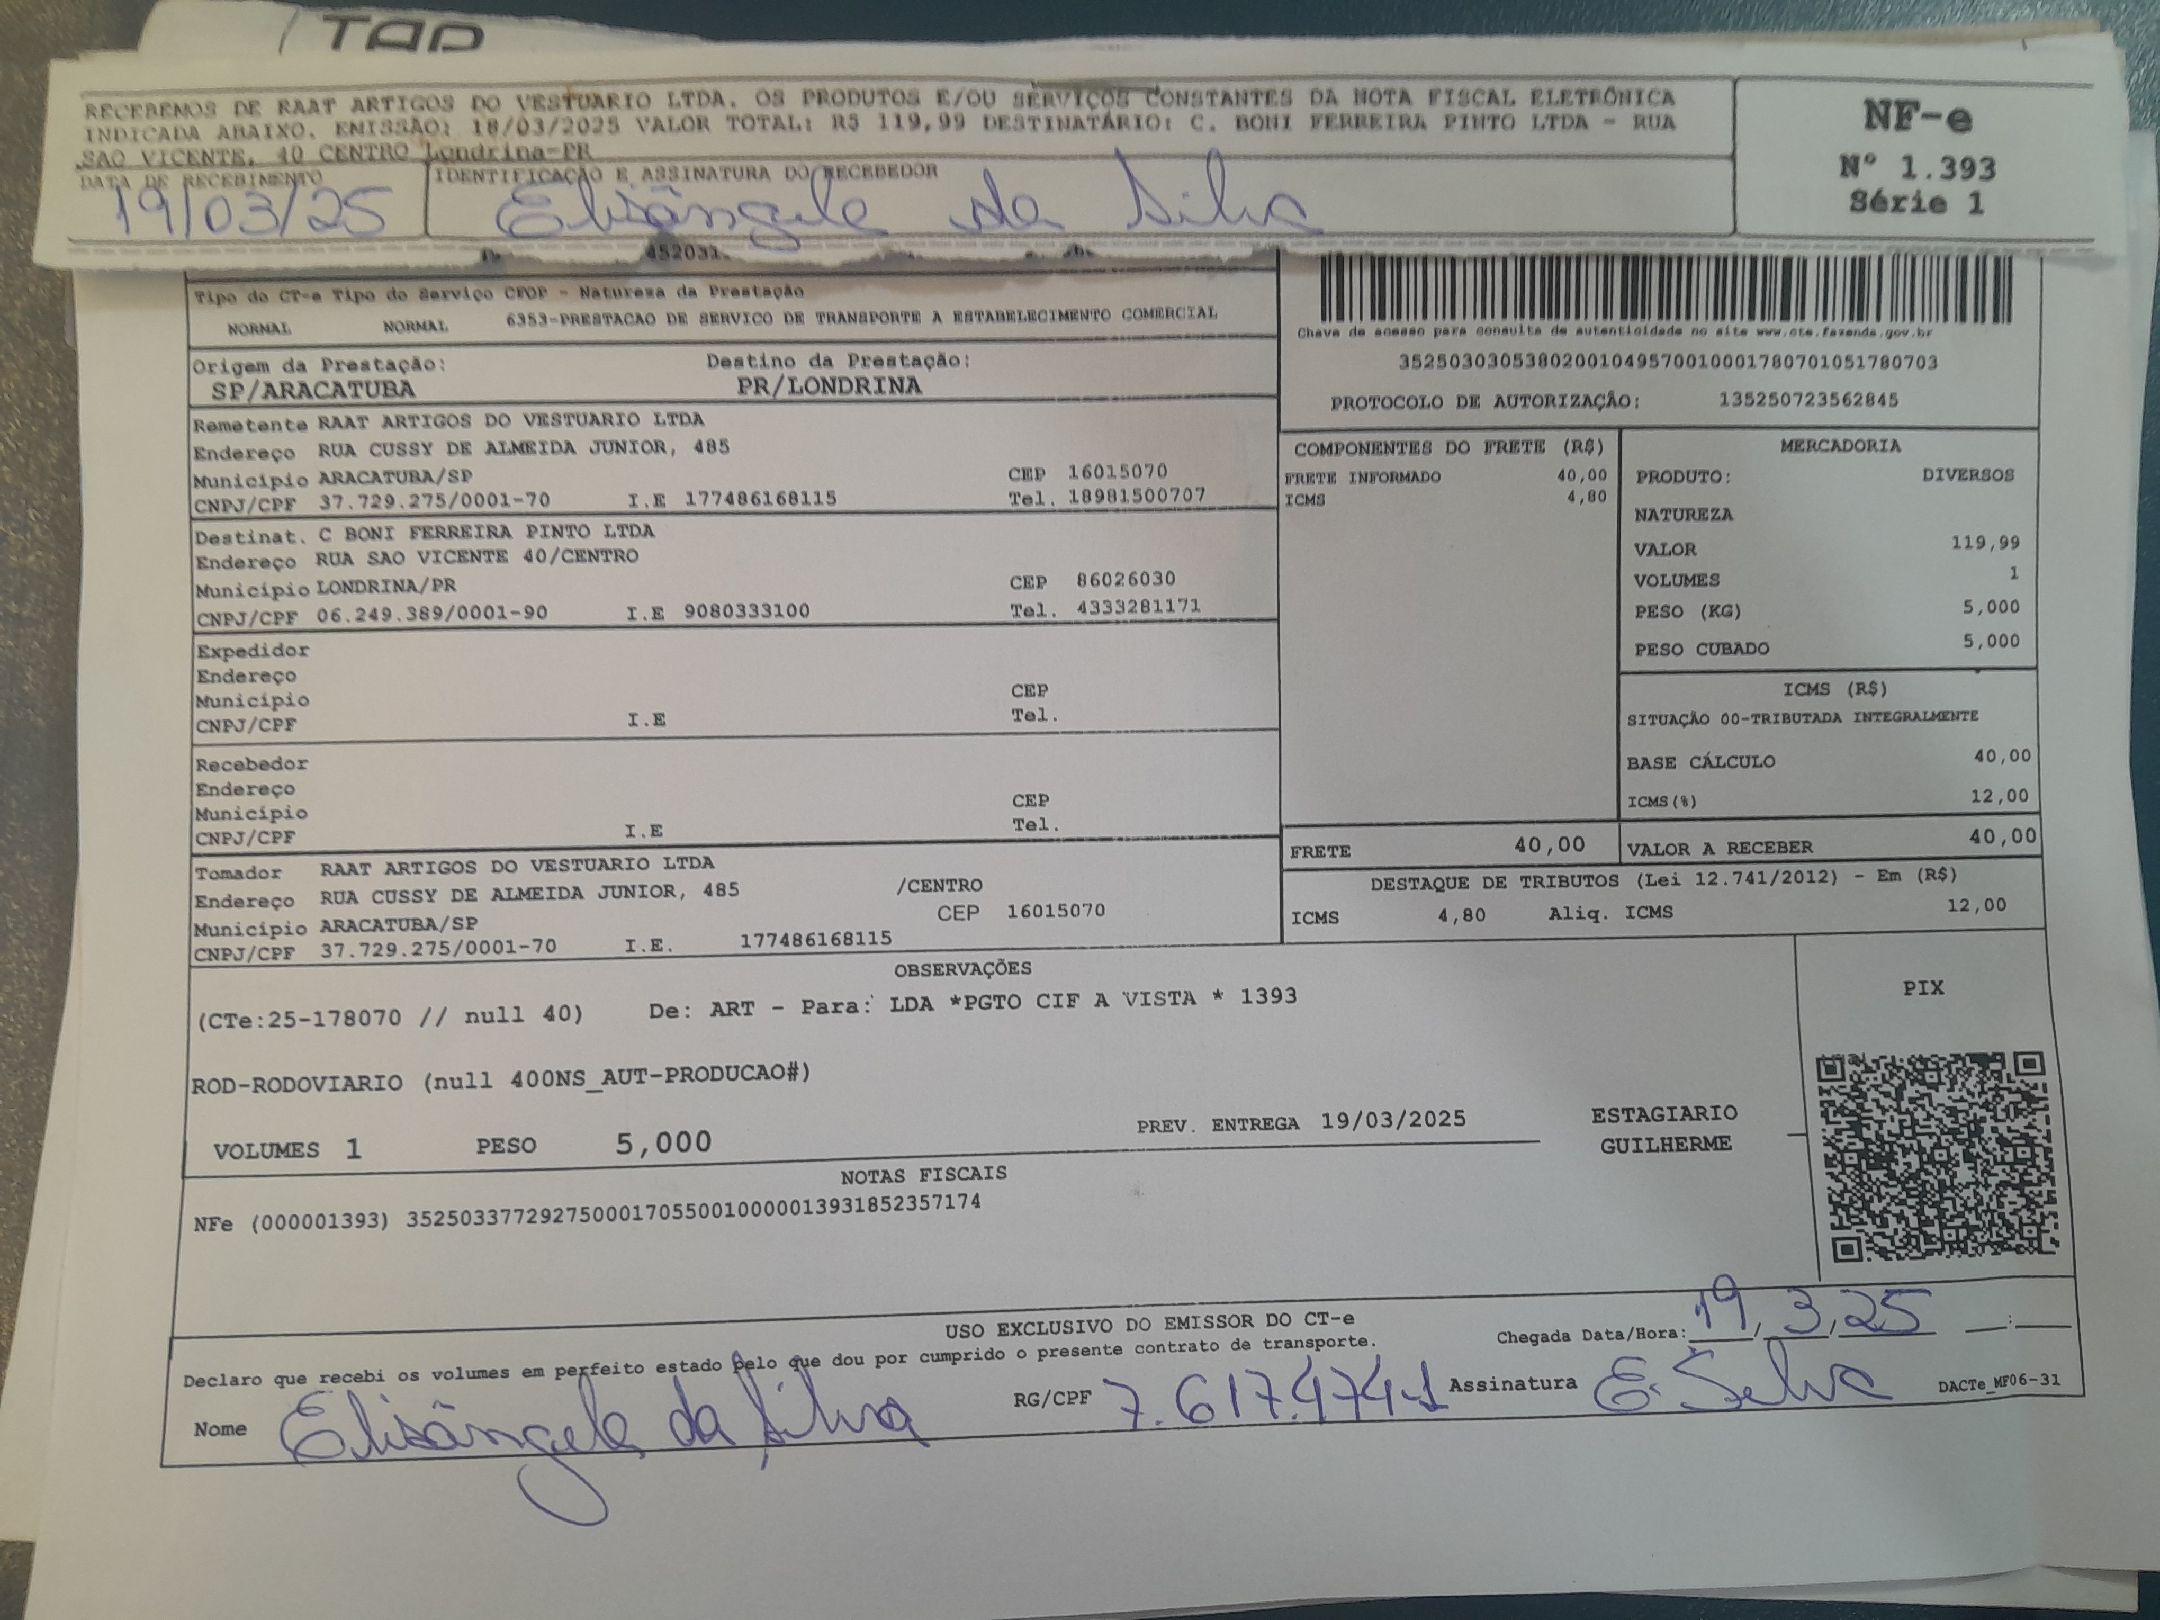 TAD
RECEBEMOS DE RAAT ARTIGOS DO VESTUARIO LTDA. OS PRODUTOS E/OU SERVIÇOS CONSTANTES DA NOTA FISCAL ELETRÔNICA
INDICADA ABAIXO. EMISSÃO: 18/03/2025 VALOR TOTAL: R$ 119,99 DESTINATÁRIO: C. BONI FERREIRA PINTO LTDA - RUA
SAO VICENTE, 40 CENTRO Londrina-PR
DATA DE RECEBIMENTO IDENTIFICAÇÃO E ASSINATURA DO RECEBEDOR
19/03/25 Elisângela da Silva
NF-e
Nº 1.393
Série 1
Tipo do CT-e Tipo do Serviço CFOP - Natureza da Prestação
NORMAL NORMAL 6353-PRESTACAO DE SERVICO DE TRANSPORTE A ESTABELECIMENTO COMERCIAL
Chave de acesso para consulta de autenticidade no site www.cte.fazenda.gov.br
35250303053802001049570010001780701051780703
PROTOCOLO DE AUTORIZAÇÃO: 135250723562845
Origem da Prestação: Destino da Prestação:
SP/ARACATUBA PR/LONDRINA
Remetente RAAT ARTIGOS DO VESTUARIO LTDA
Endereço RUA CUSSY DE ALMEIDA JUNIOR, 485
Município ARACATUBA/SP CEP 16015070
CNPJ/CPF 37.729.275/0001-70 I.E 177486168115 Tel. 18981500707
Destinat. C BONI FERREIRA PINTO LTDA
Endereço RUA SAO VICENTE 40/CENTRO
Município LONDRINA/PR CEP 86026030
CNPJ/CPF 06.249.389/0001-90 I.E 9080333100 Tel. 4333281171
Expedidor
Endereço
Município CEP
CNPJ/CPF I.E Tel.
Recebedor
Endereço
Município CEP
CNPJ/CPF I.E Tel.
Tomador RAAT ARTIGOS DO VESTUARIO LTDA
Endereço RUA CUSSY DE ALMEIDA JUNIOR, 485 /CENTRO
Município ARACATUBA/SP CEP 16015070
CNPJ/CPF 37.729.275/0001-70 I.E. 177486168115
COMPONENTES DO FRETE (R$)
FRETE INFORMADO 40,00
ICMS 4,80
MERCADORIA
PRODUTO: DIVERSOS
NATUREZA
VALOR 119,99
VOLUMES 1
PESO (KG) 5,000
PESO CUBADO 5,000
ICMS (R$)
SITUAÇÃO 00-TRIBUTADA INTEGRALMENTE
BASE CÁLCULO 40,00
ICMS(%) 12,00
FRETE 40,00 VALOR A RECEBER 40,00
DESTAQUE DE TRIBUTOS (Lei 12.741/2012) - Em (R$)
ICMS 4,80 Aliq. ICMS 12,00
OBSERVAÇÕES
(CTe:25-178070 // null 40) De: ART - Para: LDA *PGTO CIF A VISTA * 1393
ROD-RODOVIARIO (null 400NS_AUT-PRODUCAO#)
VOLUMES 1 PESO 5,000 PREV. ENTREGA 19/03/2025
ESTAGIARIO
GUILHERME
PIX
NOTAS FISCAIS
NFe (000001393) 35250337729275000170550010000013931852357174
USO EXCLUSIVO DO EMISSOR DO CT-e
Declaro que recebi os volumes em perfeito estado pelo que dou por cumprido o presente contrato de transporte.
Chegada Data/Hora: 19/3/25 __:__
Nome Elisângela da Silva RG/CPF 7.617.474-1 Assinatura E. Silva DACTe_MF06-31